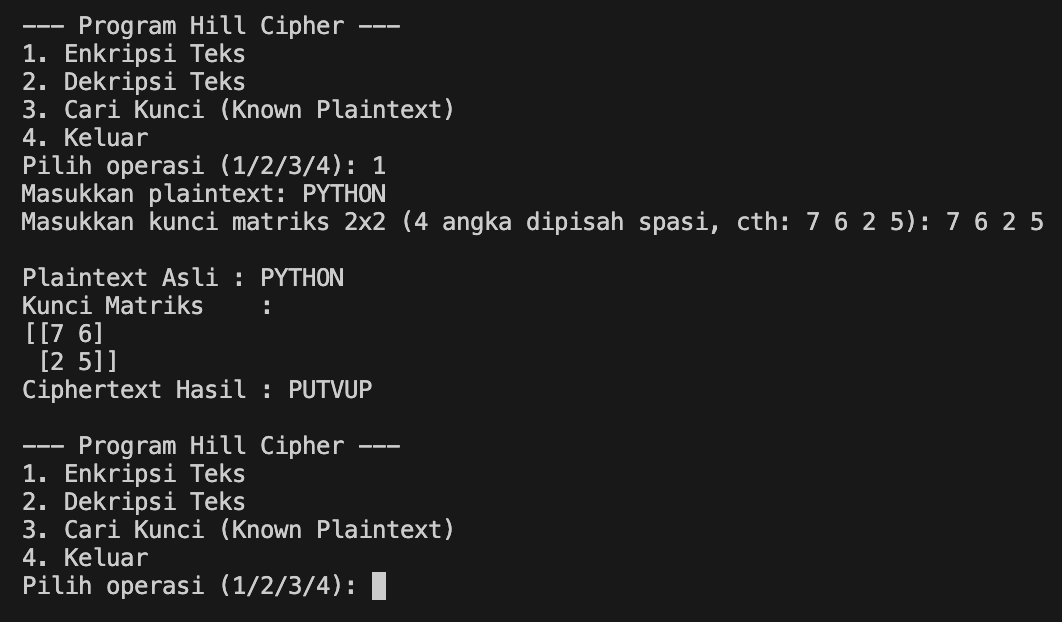 --- Program Hill Cipher ---
1. Enkripsi Teks
2. Dekripsi Teks
3. Cari Kunci (Known Plaintext)
4. Keluar
Pilih operasi (1/2/3/4): 1
Masukkan plaintext: PYTHON
Masukkan kunci matriks 2x2 (4 angka dipisah spasi, cth: 7 6 2 5): 7 6 2 5
Plaintext Asli : PYTHON
Kunci Matriks    :
[[7 6]
 [2 5]]
Ciphertext Hasil : PUTVUP
--- Program Hill Cipher ---
1. Enkripsi Teks
2. Dekripsi Teks
3. Cari Kunci (Known Plaintext)
4. Keluar
Pilih operasi (1/2/3/4):